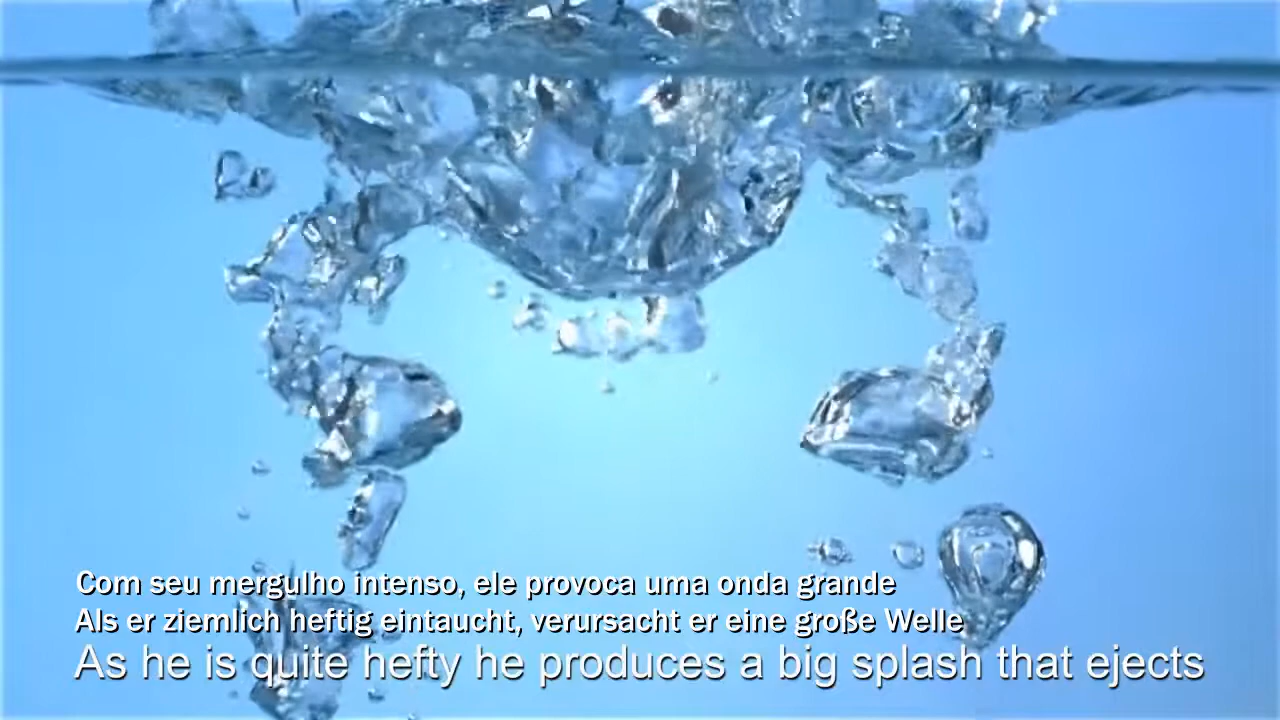 Com seu mergulho intenso, ele provoca uma onda grande
Als er ziemlich heftig eintaucht, verursacht er eine große Welle
As he is quite hefty he produces a big splash that ejects